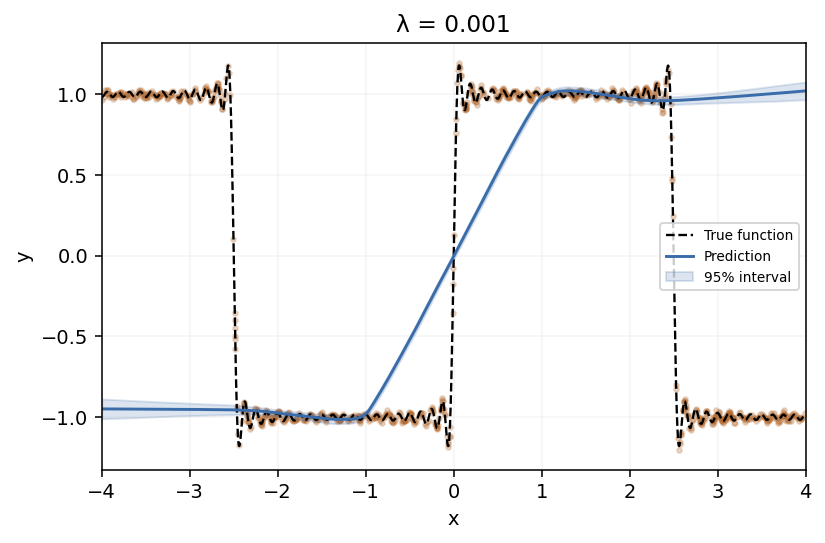 λ = 0.001
1.0
0.5
0.0
−0.5
−1.0
y
True function
Prediction
95% interval
−4 −3 −2 −1 0 1 2 3 4
x